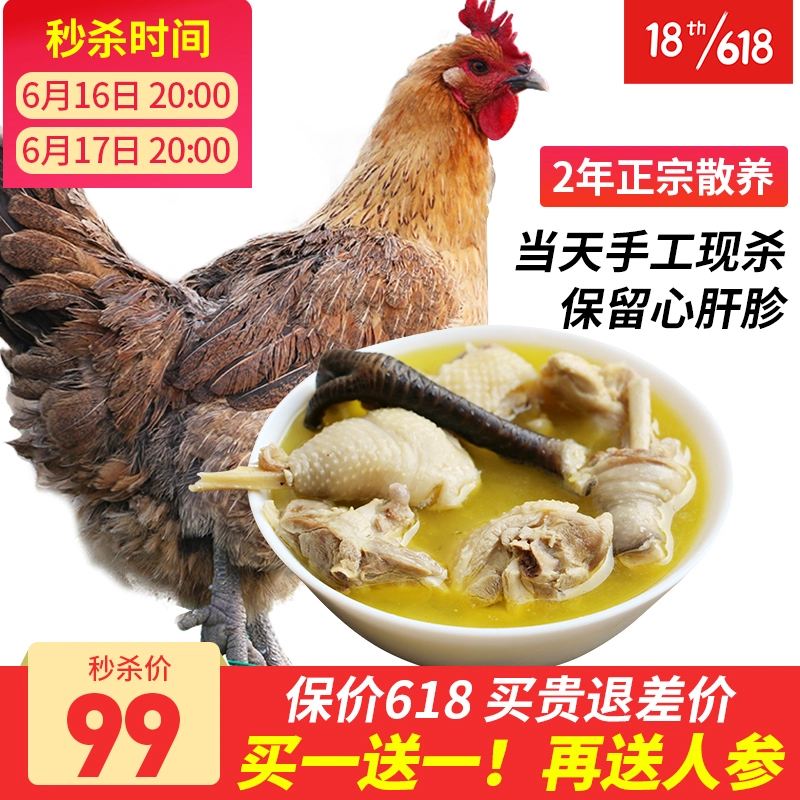 秒杀时间
6月16日 20:00
6月17日 20:00
18th/618
2年正宗散养
当天手工现杀
保留心肝胗
秒杀价
99
保价618 买贵退差价
买一送一！再送人参